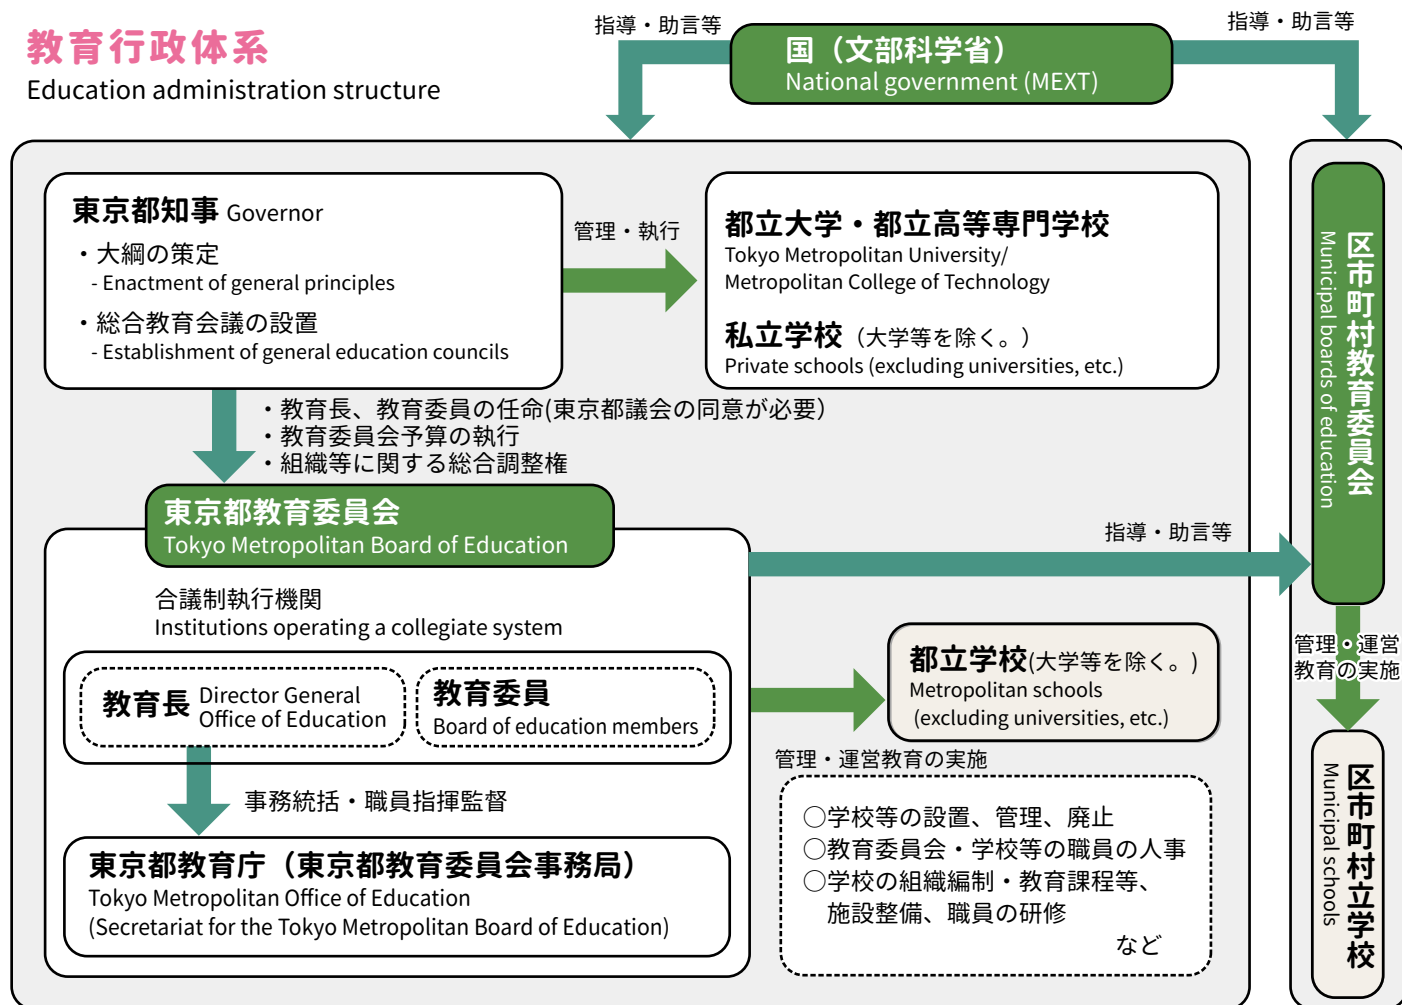 教育行政体系
Education administration structure
指導・助言等
国（文部科学省）
National government (MEXT)
指導・助言等
東京都知事 Governor
・大綱の策定
- Enactment of general principles
・総合教育会議の設置
- Establishment of general education councils
管理・執行
都立大学・都立高等専門学校
Tokyo Metropolitan University/
Metropolitan College of Technology
私立学校（大学等を除く。）
Private schools (excluding universities, etc.)
・教育長、教育委員の任命(東京都議会の同意が必要)
・教育委員会予算の執行
・組織等に関する総合調整権
東京都教育委員会
Tokyo Metropolitan Board of Education
合議制執行機関
Institutions operating a collegiate system
教育長 Director General
Office of Education
教育委員
Board of education members
事務統括・職員指揮監督
東京都教育庁（東京都教育委員会事務局）
Tokyo Metropolitan Office of Education
(Secretariat for the Tokyo Metropolitan Board of Education)
指導・助言等
都立学校(大学等を除く。)
Metropolitan schools
(excluding universities, etc.)
管理・運営教育の実施
○学校等の設置、管理、廃止
○教育委員会・学校等の職員の人事
○学校の組織編制・教育課程等、
施設整備、職員の研修
など
区市町村教育委員会
Municipal boards of education
管理・運営
教育の実施
区市町村立学校
Municipal schools